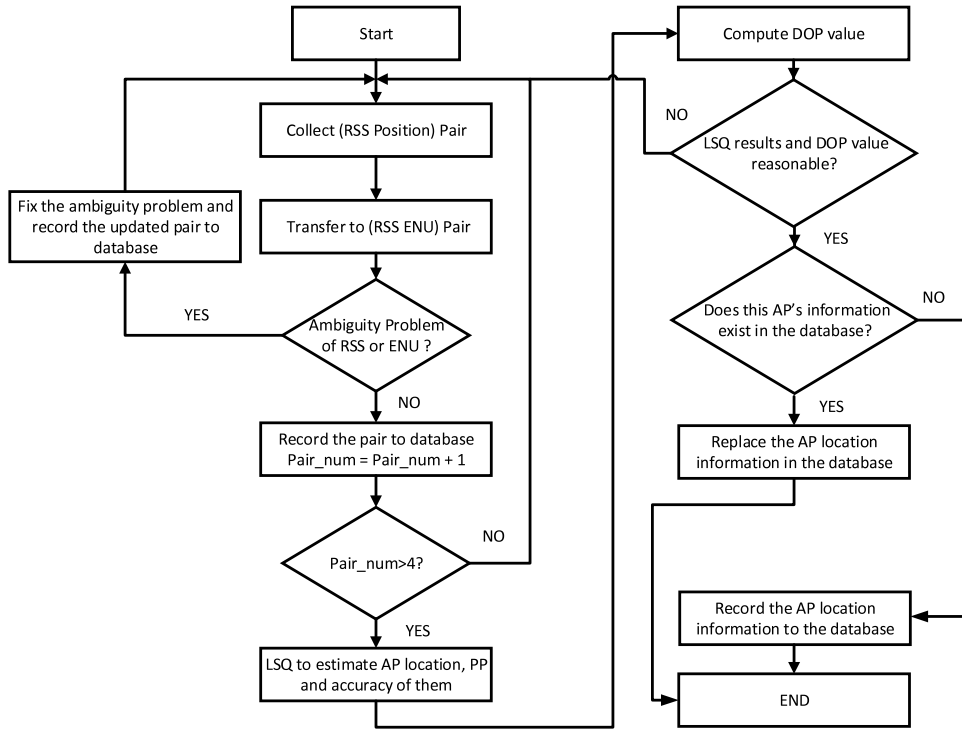 Start
Collect (RSS Position) Pair
Transfer to (RSS ENU) Pair
Fix the ambiguity problem and
record the updated pair to
database
YES
Ambiguity Problem
of RSS or ENU ?
NO
Record the pair to database
Pair_num = Pair_num + 1
Pair_num>4?
NO
YES
LSQ to estimate AP location, PP
and accuracy of them
Compute DOP value
NO
LSQ results and DOP value
reasonable?
YES
Does this AP's information
exist in the database?
NO
YES
Replace the AP location
information in the database
Record the AP location
information to the database
END